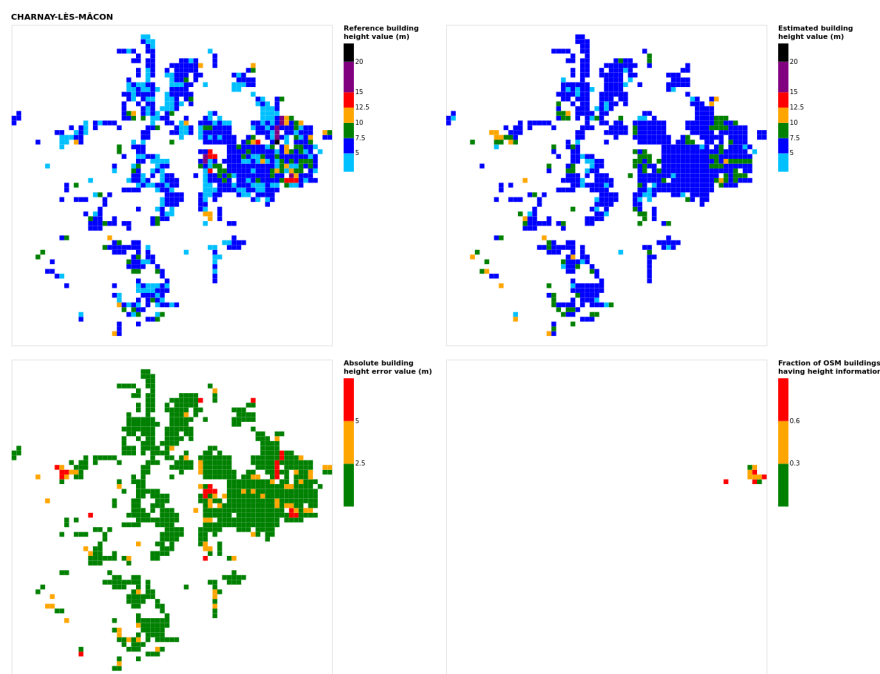 CHARNAY-LÈS-MÂCON
Reference building
height value (m)
20
15
12.5
10
7.5
5
Estimated building
height value (m)
20
15
12.5
10
7.5
5
Absolute building
height error value (m)
5
2.5
Fraction of OSM buildings
having height information
0.6
0.3